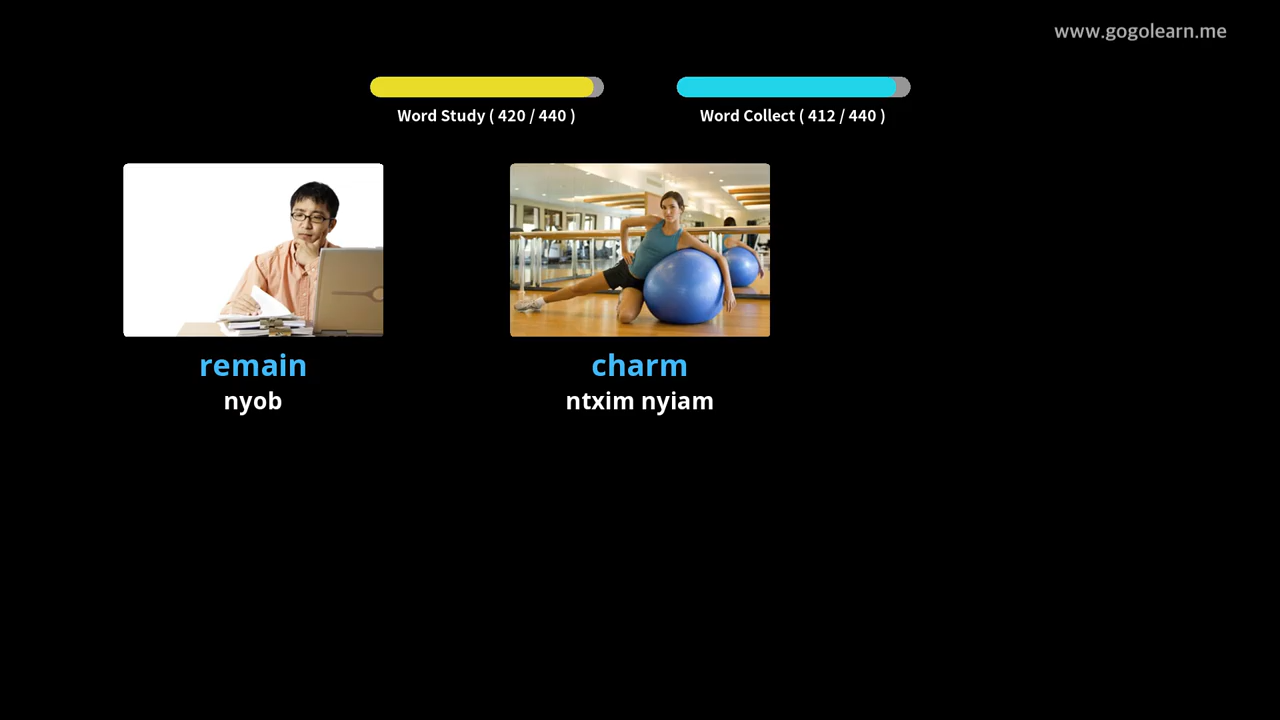 www.gogolearn.me
Word Study ( 420 / 440 )
Word Collect ( 412 / 440 )
remain
nyob
charm
ntxim nyiam